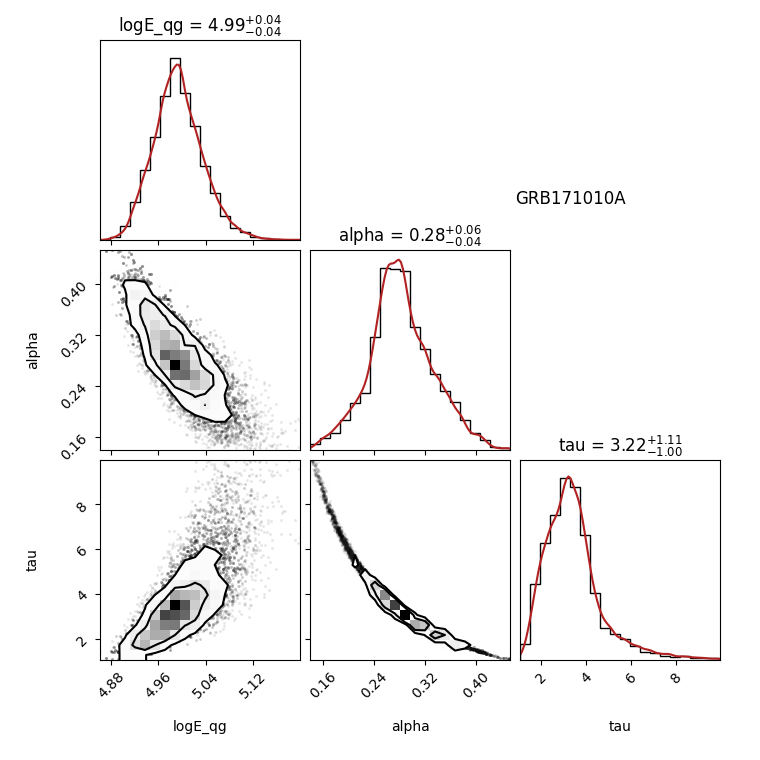 logE_qg = 4.99+0.04 −0.04
GRB171010A
alpha = 0.28+0.06 −0.04
0.40
0.32
0.24
0.16
alpha
tau = 3.22+1.11 −1.00
8
6
4
2
tau
4.88 4.96 5.04 5.12
0.16 0.24 0.32 0.40
2 4 6 8
logE_qg alpha tau